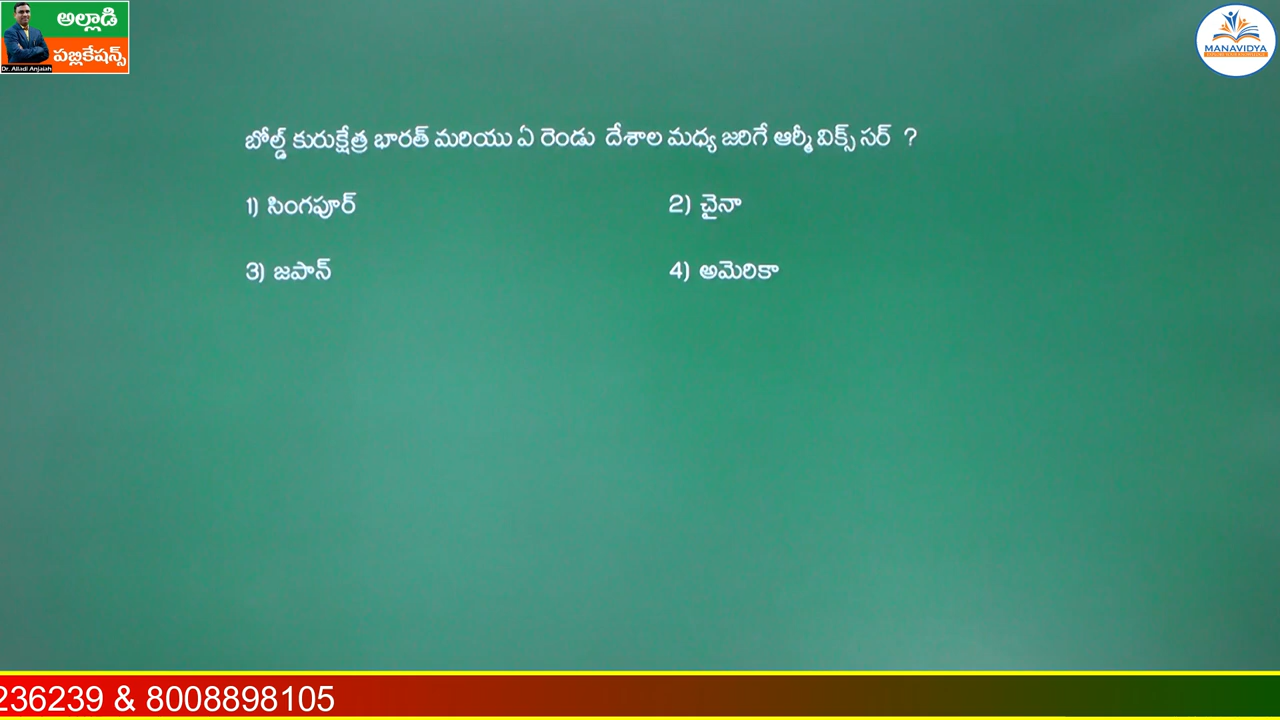 అల్లాడి
పబ్లికేషన్స్
Dr. Alladi Anjaiah
MANAVIDYA
బోల్డ్ కురుక్షేత్ర భారత్ మరియు ఏ రెండు దేశాల మధ్య జరిగే ఆర్మీ విక్స్ సర్ ?
1) సింగపూర్ 2) చైనా
3) జపాన్ 4) అమెరికా
236239 & 8008898105